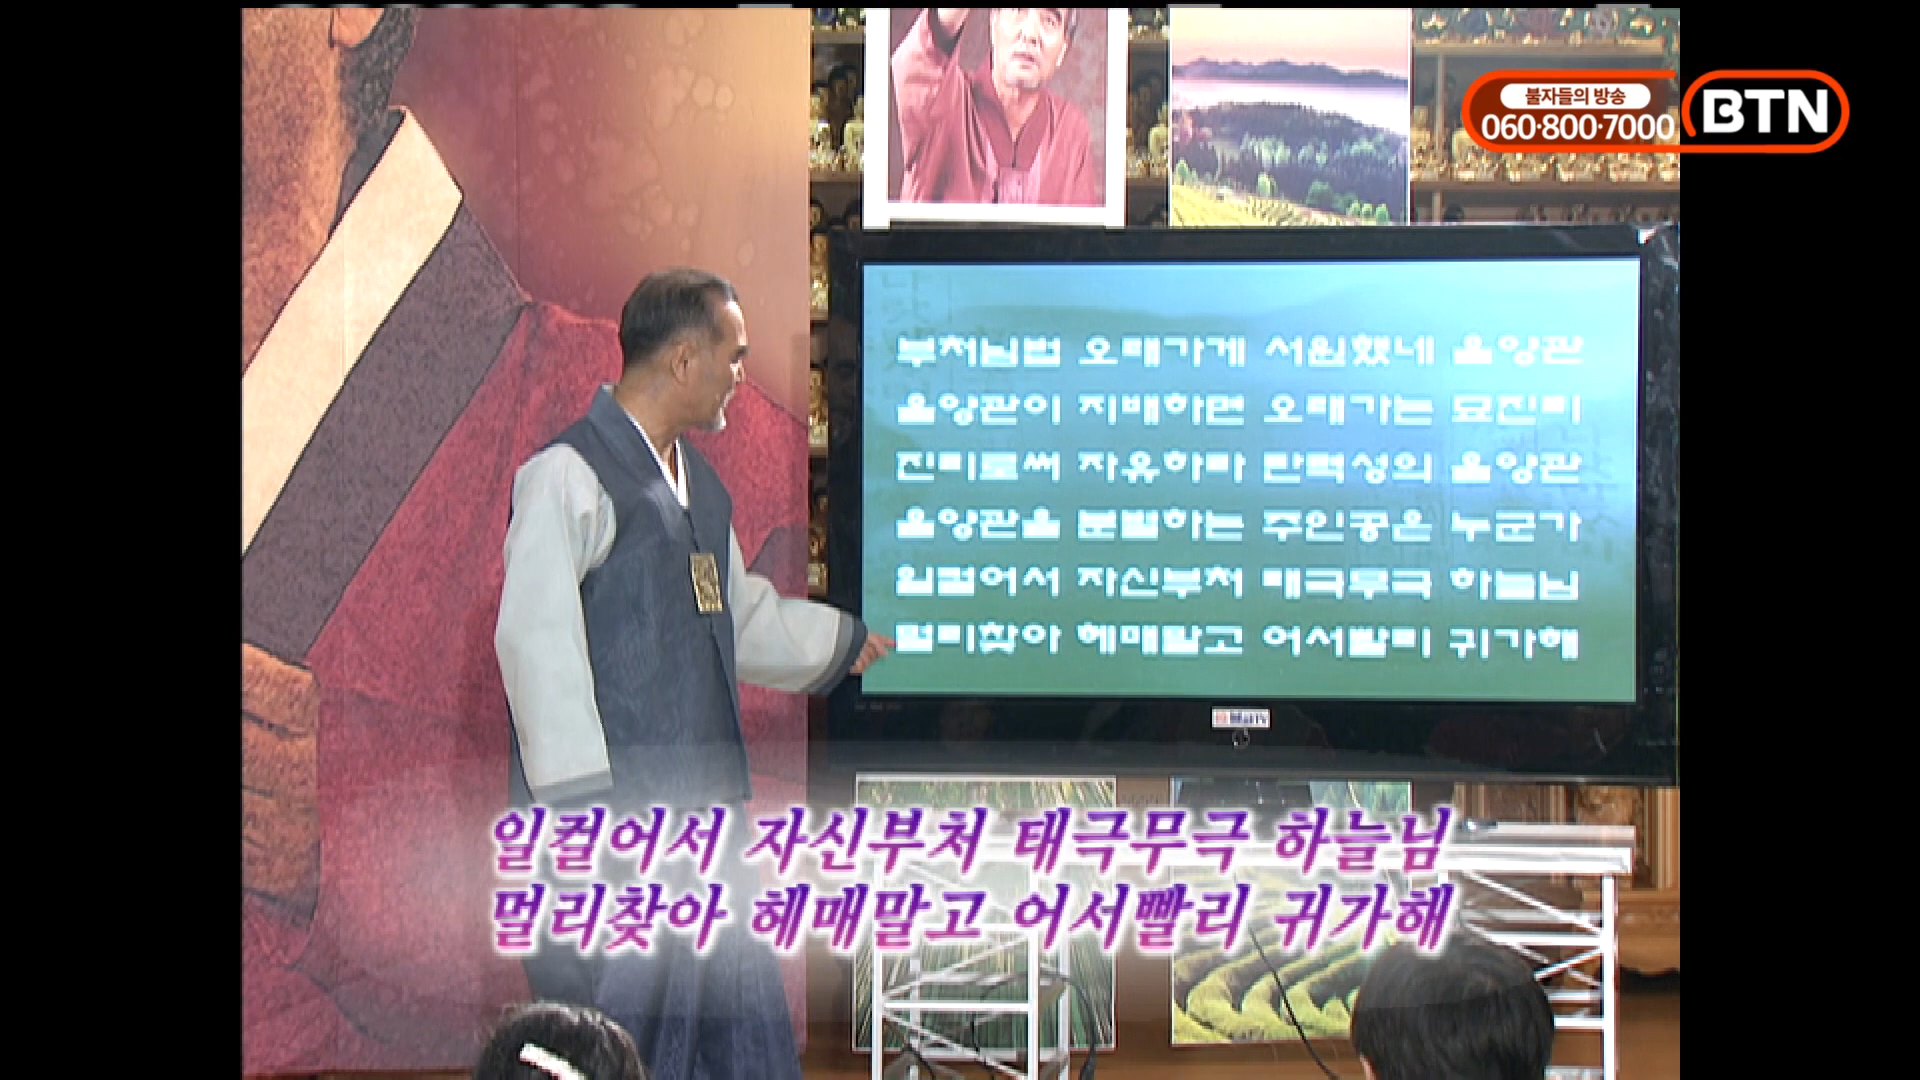 불자들의 방송
060·800·7000
BTN
부처님법 오래가게 서원했네 음양관
음양관이 지배하면 오래가는 묘진리
진리로써 자유하라 탄력성의 음양관
음양관을 분별하는 주인공은 누군가
일컬어서 자신부처 태극무극 하늘님
멀리찾아 헤매말고 어서빨리 귀가해
일컬어서 자신부처 태극무극 하늘님
멀리찾아 헤매말고 어서빨리 귀가해